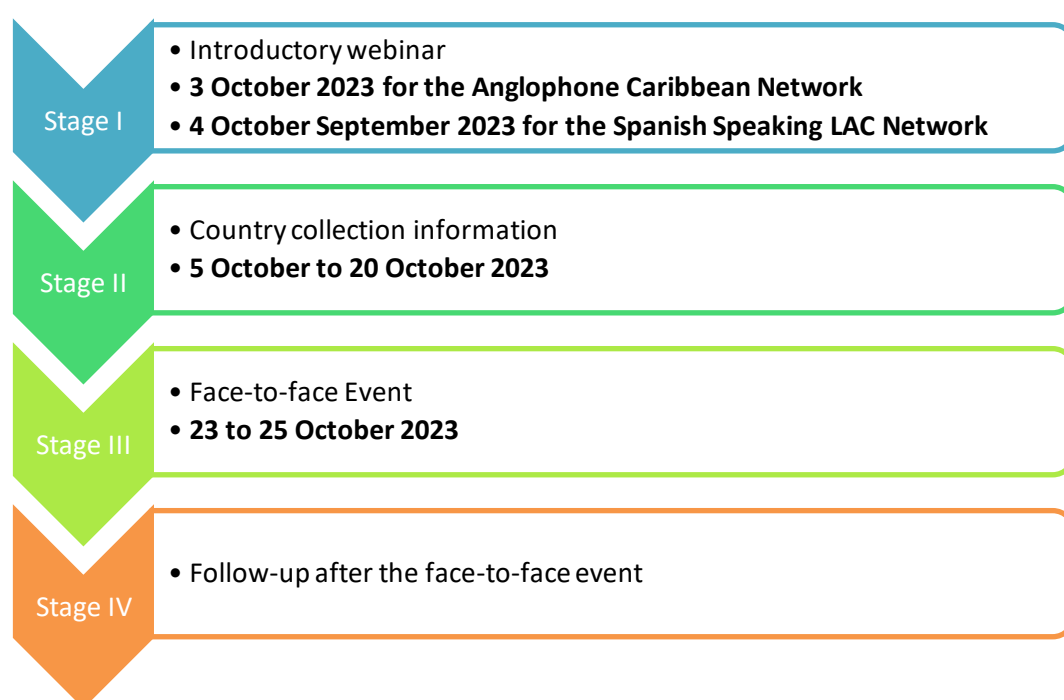 Stage I
• Introductory webinar
• 3 October 2023 for the Anglophone Caribbean Network
• 4 October September 2023 for the Spanish Speaking LAC Network
Stage II
• Country collection information
• 5 October to 20 October 2023
Stage III
• Face-to-face Event
• 23 to 25 October 2023
Stage IV
• Follow-up after the face-to-face event